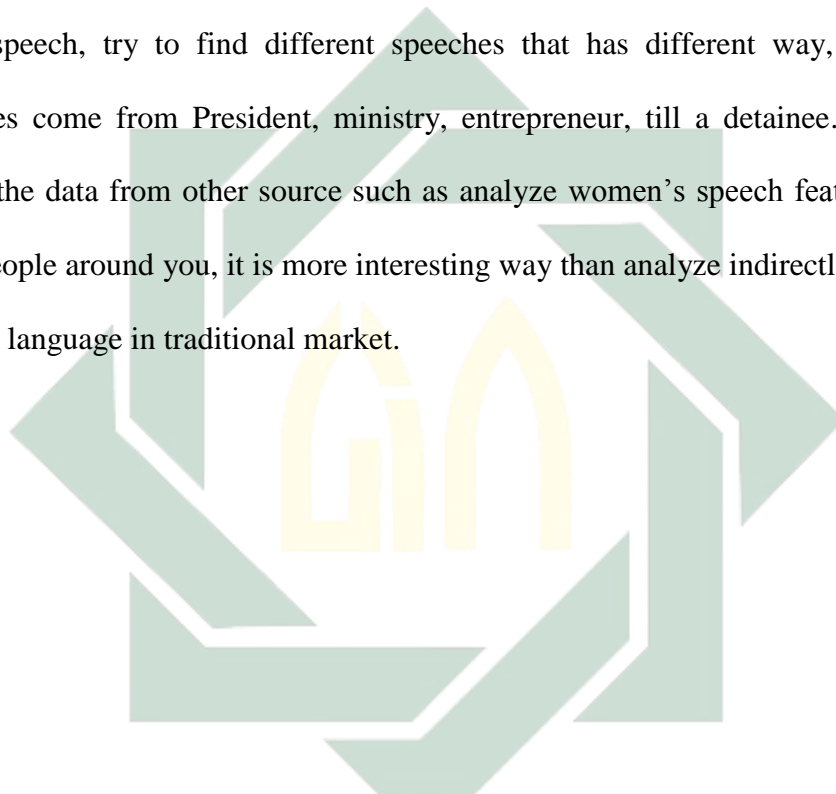 speech, try to find different speeches that has different way,
es come from President, ministry, entrepreneur, till a detainee.
the data from other source such as analyze women's speech feat
eople around you, it is more interesting way than analyze indirectl
language in traditional market.